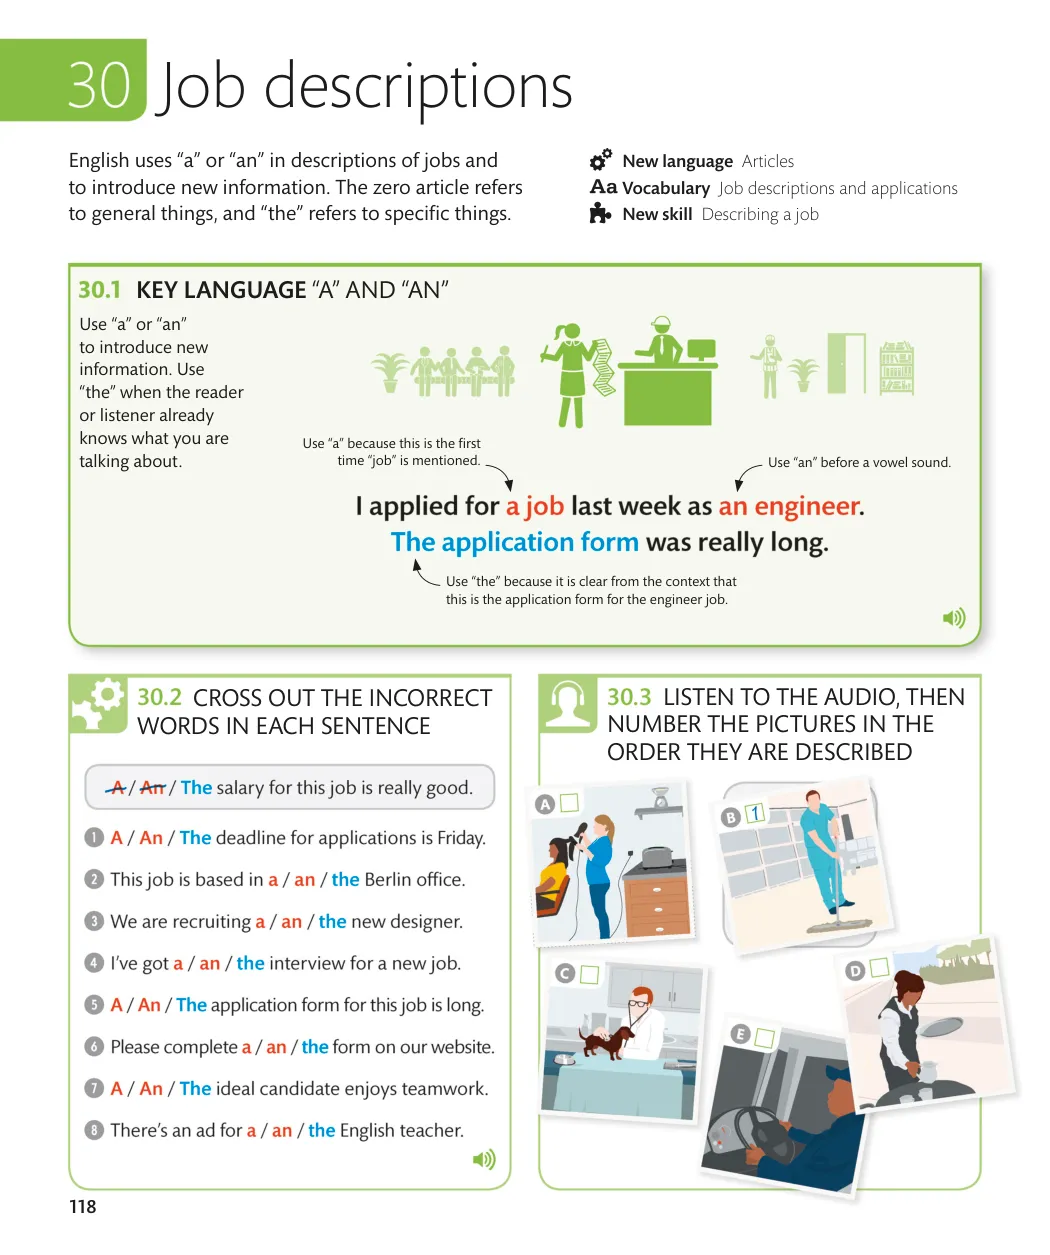 30 Job descriptions
English uses “a” or “an” in descriptions of jobs and
to introduce new information. The zero article refers
to general things, and “the” refers to specific things.
New language Articles
Aa Vocabulary Job descriptions and applications
New skill Describing a job
30.1 KEY LANGUAGE “A” AND “AN”
Use “a” or “an”
to introduce new
information. Use
“the” when the reader
or listener already
knows what you are
talking about.
Use “a” because this is the first
time “job” is mentioned.
Use “an” before a vowel sound.
I applied for a job last week as an engineer.
The application form was really long.
Use “the” because it is clear from the context that
this is the application form for the engineer job.
30.2 CROSS OUT THE INCORRECT
WORDS IN EACH SENTENCE
A / An / The salary for this job is really good.
1 A / An / The deadline for applications is Friday.
2 This job is based in a / an / the Berlin office.
3 We are recruiting a / an / the new designer.
4 I’ve got a / an / the interview for a new job.
5 A / An / The application form for this job is long.
6 Please complete a / an / the form on our website.
7 A / An / The ideal candidate enjoys teamwork.
8 There’s an ad for a / an / the English teacher.
30.3 LISTEN TO THE AUDIO, THEN
NUMBER THE PICTURES IN THE
ORDER THEY ARE DESCRIBED
A
B 1
C
D
E
118